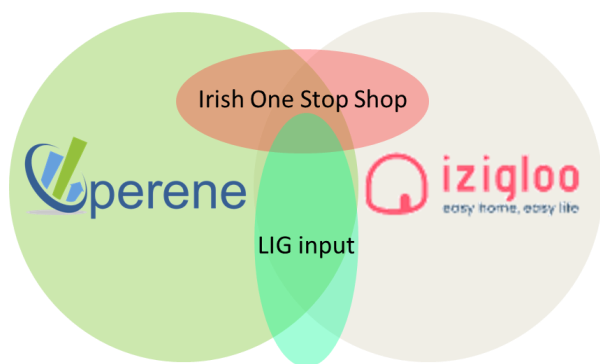 Irish One Stop Shop
perene
izigloo
easy home, easy life
LIG input